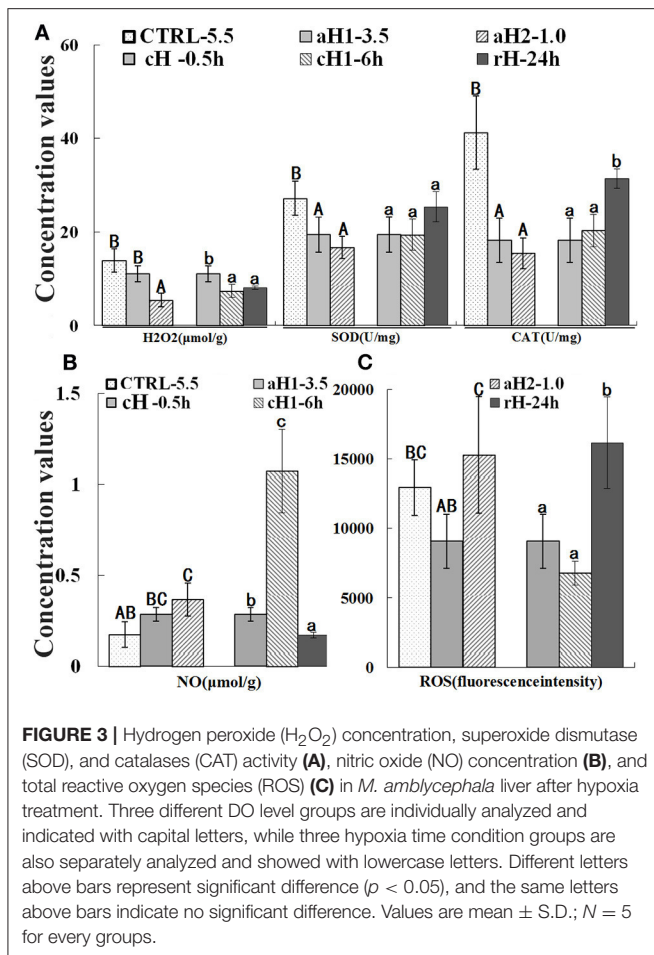 A
60
CTRL-5.5
aH1-3.5
aH2-1.0
cH -0.5h
cH1-6h
rH-24h
Concentration values
40
20
0
B
B
A
b
a
a
B
A
A
a
a
a
B
A
A
a
a
b
H2O2(μmol/g)
SOD(U/mg)
CAT(U/mg)
B
CTRL-5.5
aH1-3.5
cH -0.5h
cH1-6h
Concentration values
1.5
1
0.5
0
AB
BC
C
b
c
a
NO(μmol/g)
C
20000
aH2-1.0
rH-24h
15000
10000
5000
0
BC
AB
C
a
a
b
ROS(fluorescenceintensity)
FIGURE 3 | Hydrogen peroxide (H2O2) concentration, superoxide dismutase
(SOD), and catalases (CAT) activity (A), nitric oxide (NO) concentration (B), and
total reactive oxygen species (ROS) (C) in M. amblycephala liver after hypoxia
treatment. Three different DO level groups are individually analyzed and
indicated with capital letters, while three hypoxia time condition groups are
also separately analyzed and showed with lowercase letters. Different letters
above bars represent significant difference (p < 0.05), and the same letters
above bars indicate no significant difference. Values are mean ± S.D.; N = 5
for every groups.